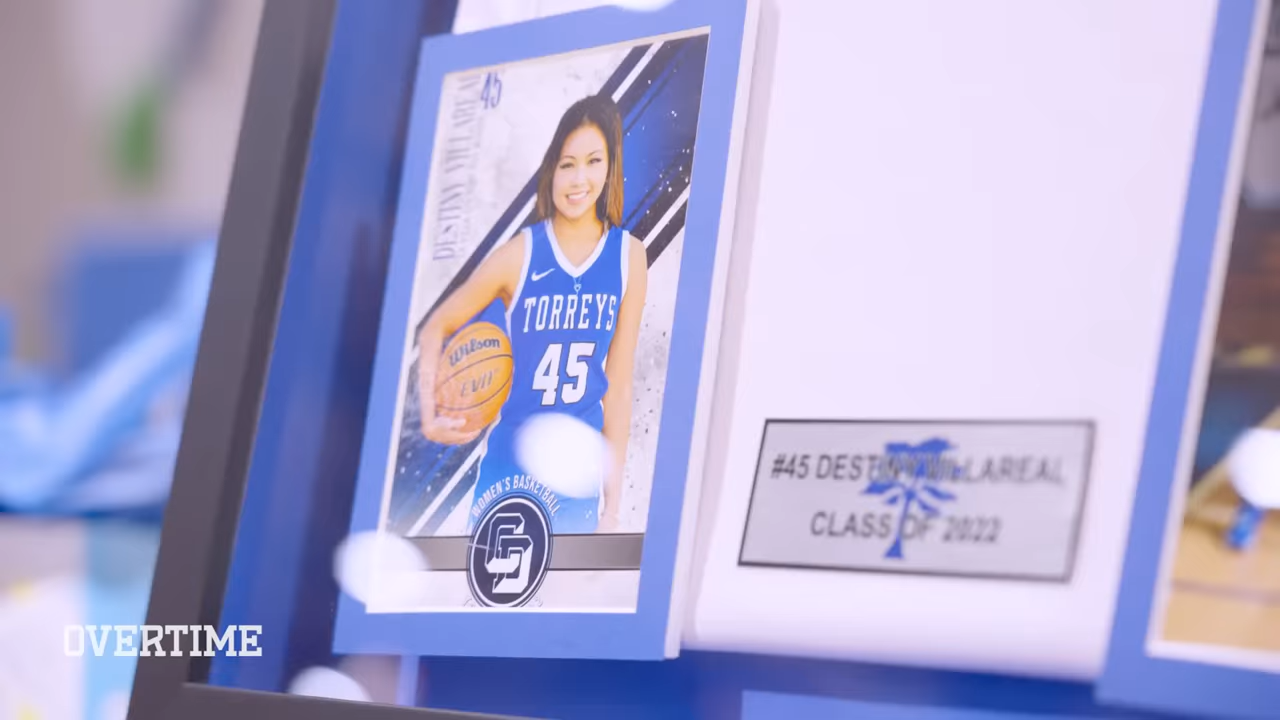 DESTINY VILLAREAL
45
TORREYS
45
Wilson
EVO
WOMEN'S BASKETBALL
#45 DESTINY VILLAREAL
CLASS OF 2022
OVERTIME